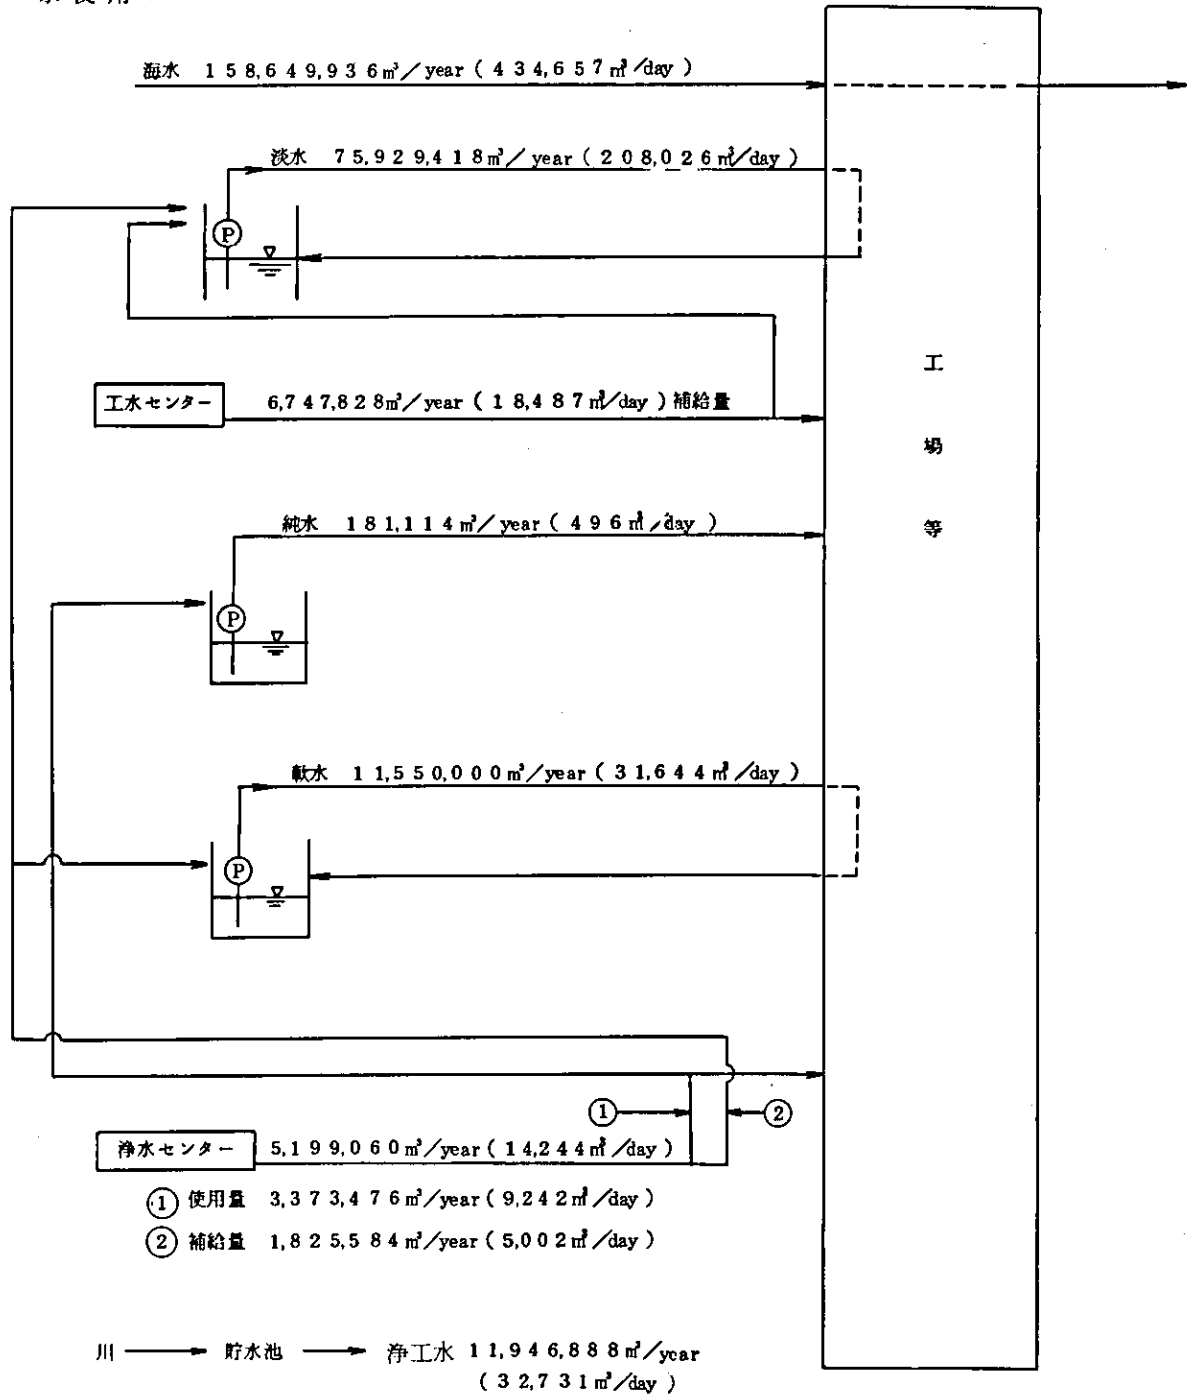 海水 158,649,936㎥/year (434,657㎥/day)
淡水 75,929,418㎥/year (208,026㎥/day)
P
工水センター 6,747,828㎥/year (18,487㎥/day) 補給量
工場等
純水 181,114㎥/year (496㎥/day)
P
軟水 11,550,000㎥/year (31,644㎥/day)
P
① ②
浄水センター 5,199,060㎥/year (14,244㎥/day)
① 使用量 3,373,476㎥/year (9,242㎥/day)
② 補給量 1,825,584㎥/year (5,002㎥/day)
川 → 貯水池 → 浄工水 11,946,888㎥/year
(32,731㎥/day)